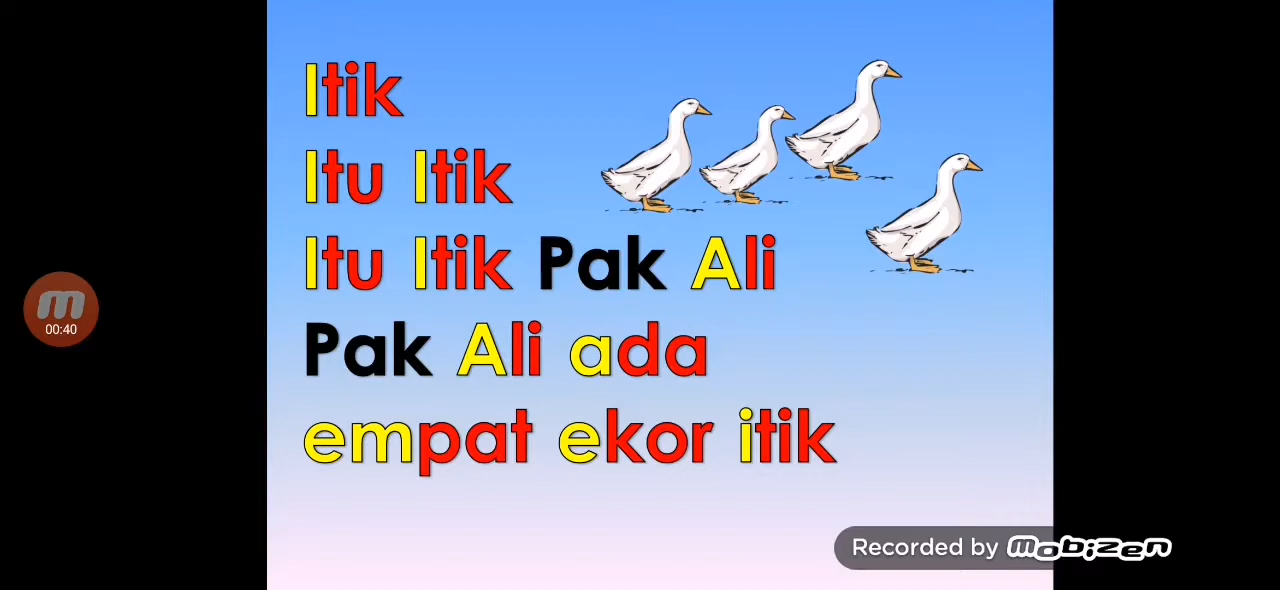 Itik
Itu Itik
Itu Itik Pak Ali
Pak Ali ada
empat ekor itik
00:40
Recorded by mobizen